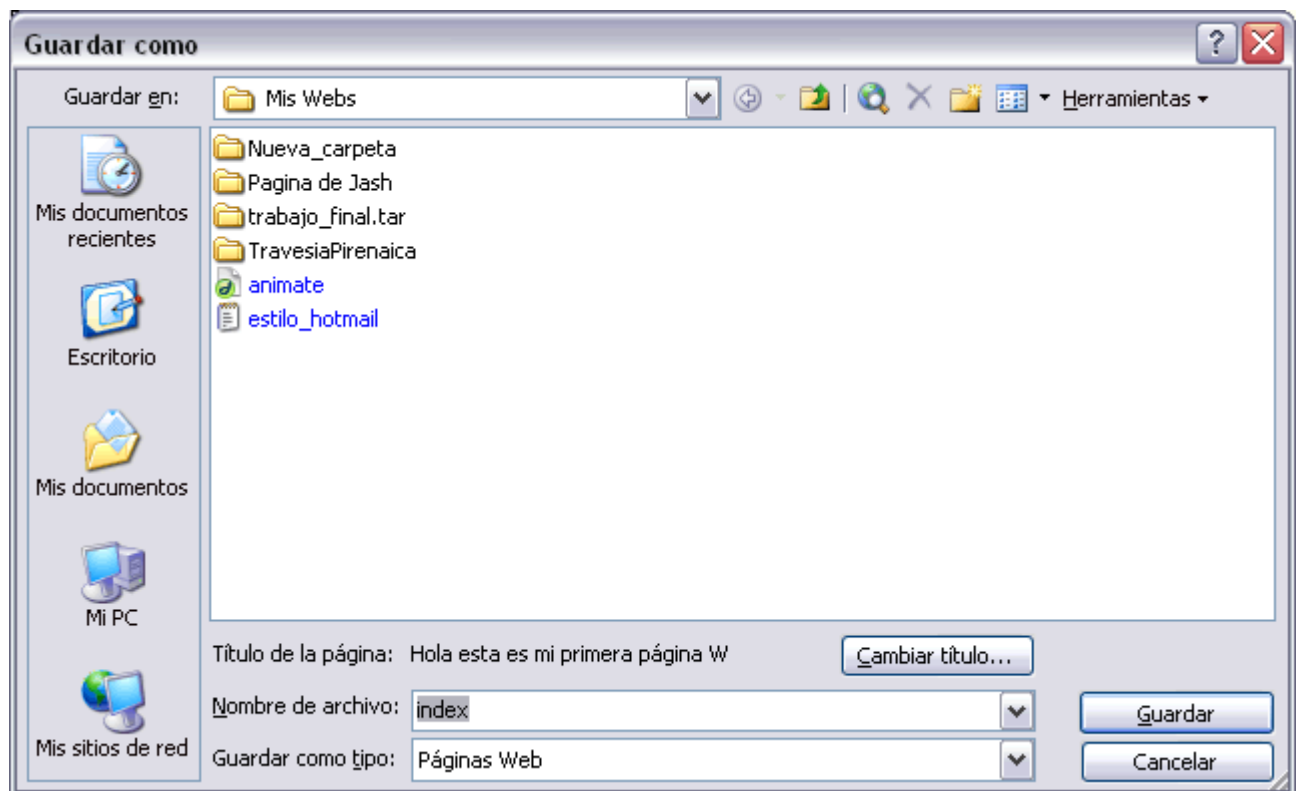 Guardar como
Guardar en:
Mis Webs
Herramientas
Mis documentos
recientes
Escritorio
Mis documentos
Mi PC
Mis sitios de red
Nueva_carpeta
Pagina de Jash
trabajo_final.tar
TravesiaPirenaica
animate
estilo_hotmail
Título de la página: Hola esta es mi primera página W
Cambiar título...
Nombre de archivo: index
Guardar
Guardar como tipo: Páginas Web
Cancelar